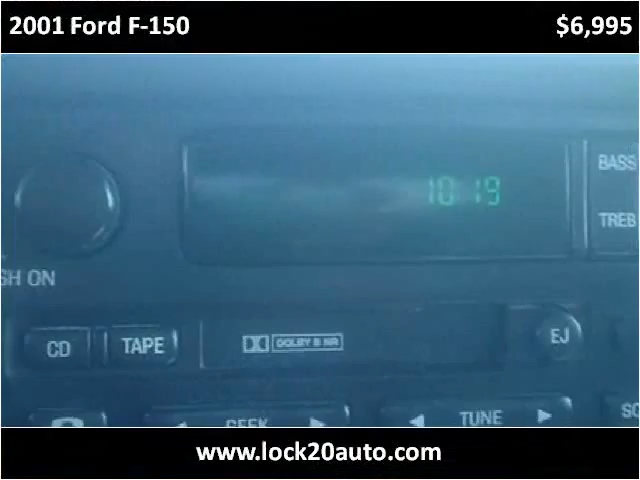 2001 Ford F-150 $6,995
10:19
BASS
TREB
SH ON
CD TAPE DOLBY B NR EJ
SEEK TUNE SC
www.lock20auto.com